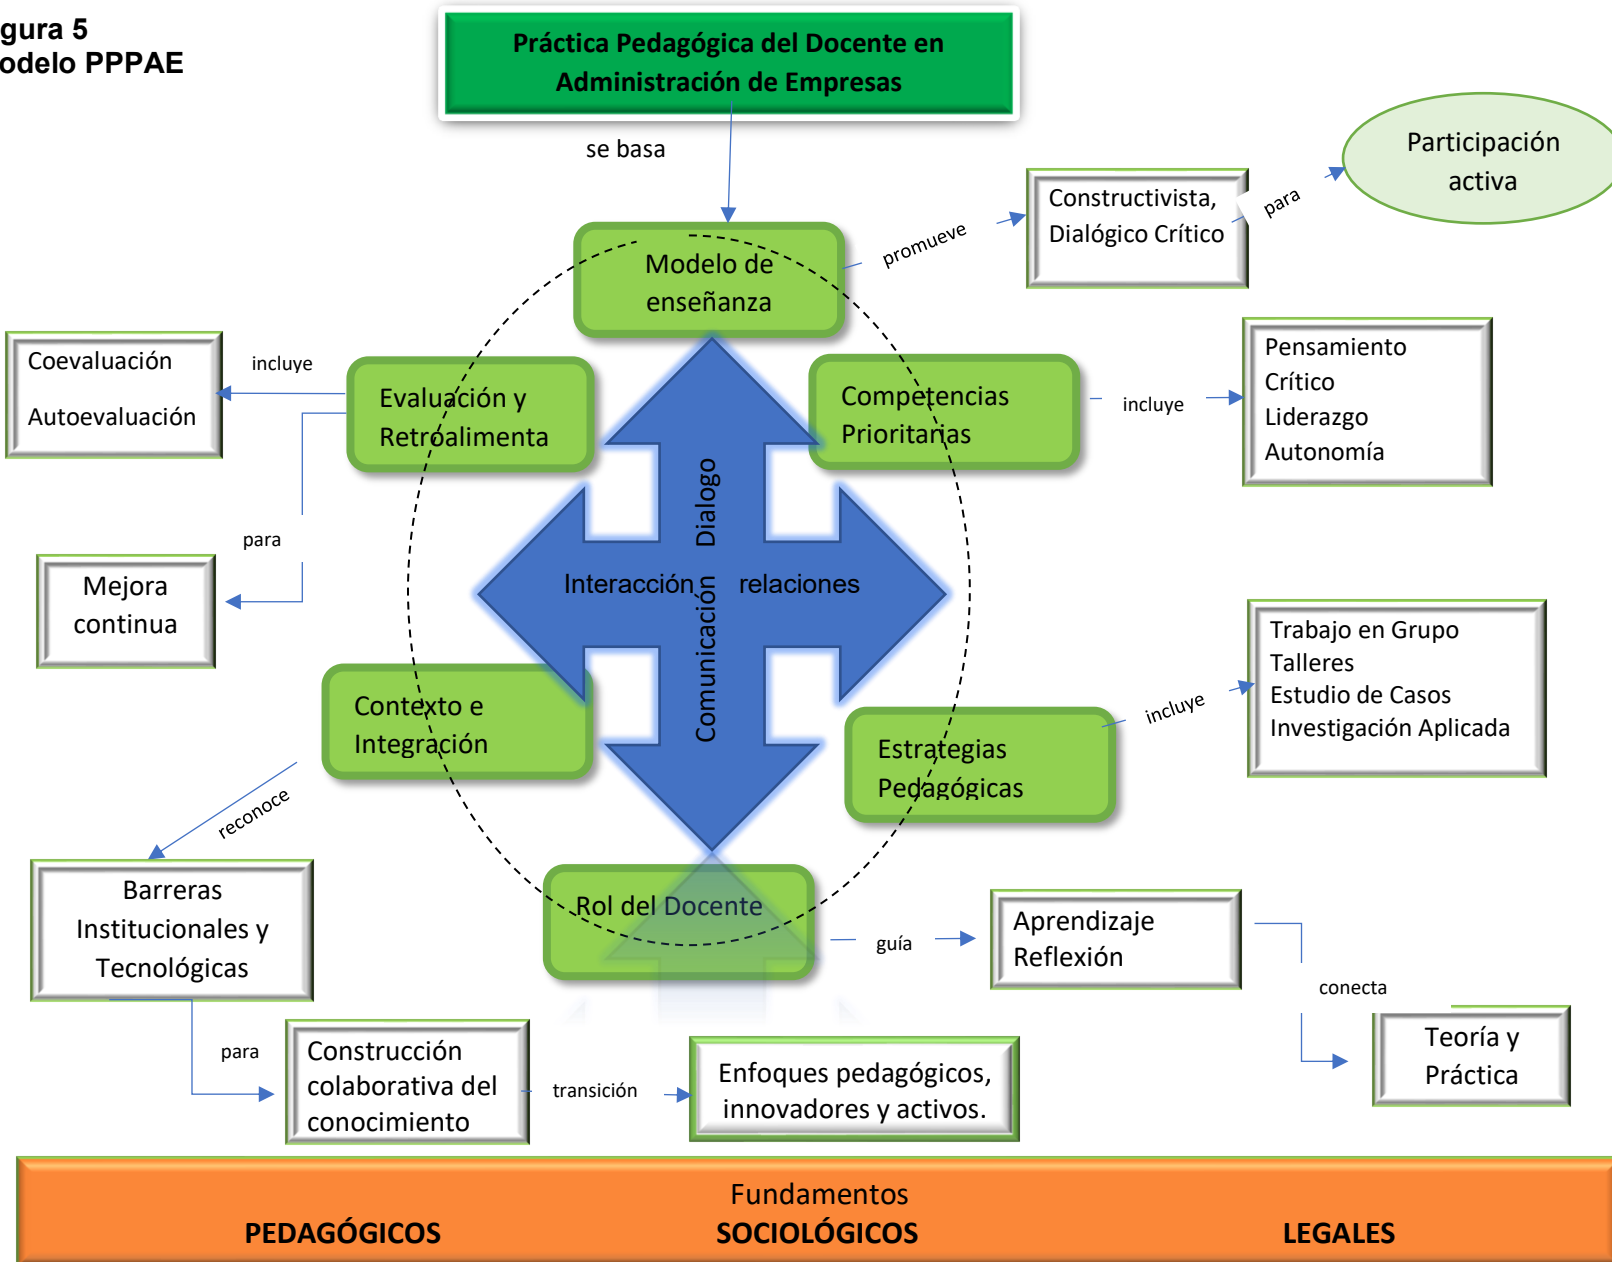 gura 5
odelo PPPAE
Práctica Pedagógica del Docente en
Administración de Empresas
se basa
Participación
activa
Constructivista,
Dialógico Crítico
para
promueve
Modelo de
enseñanza
Coevaluación
Autoevaluación
incluye
Evaluación y
Retroalimenta
Competencias
Prioritarias
incluye
Pensamiento
Crítico
Liderazgo
Autonomía
para
Mejora
continua
Dialogo
Interacción
relaciones
Comunicación
Contexto e
Integración
Estrategias
Pedagógicas
incluye
Trabajo en Grupo
Talleres
Estudio de Casos
Investigación Aplicada
reconoce
Barreras
Institucionales y
Tecnológicas
Rol del Docente
guía
Aprendizaje
Reflexión
conecta
Teoría y
Práctica
para
Construcción
colaborativa del
conocimiento
transición
Enfoques pedagógicos,
innovadores y activos.
Fundamentos
PEDAGÓGICOS SOCIOLÓGICOS LEGALES